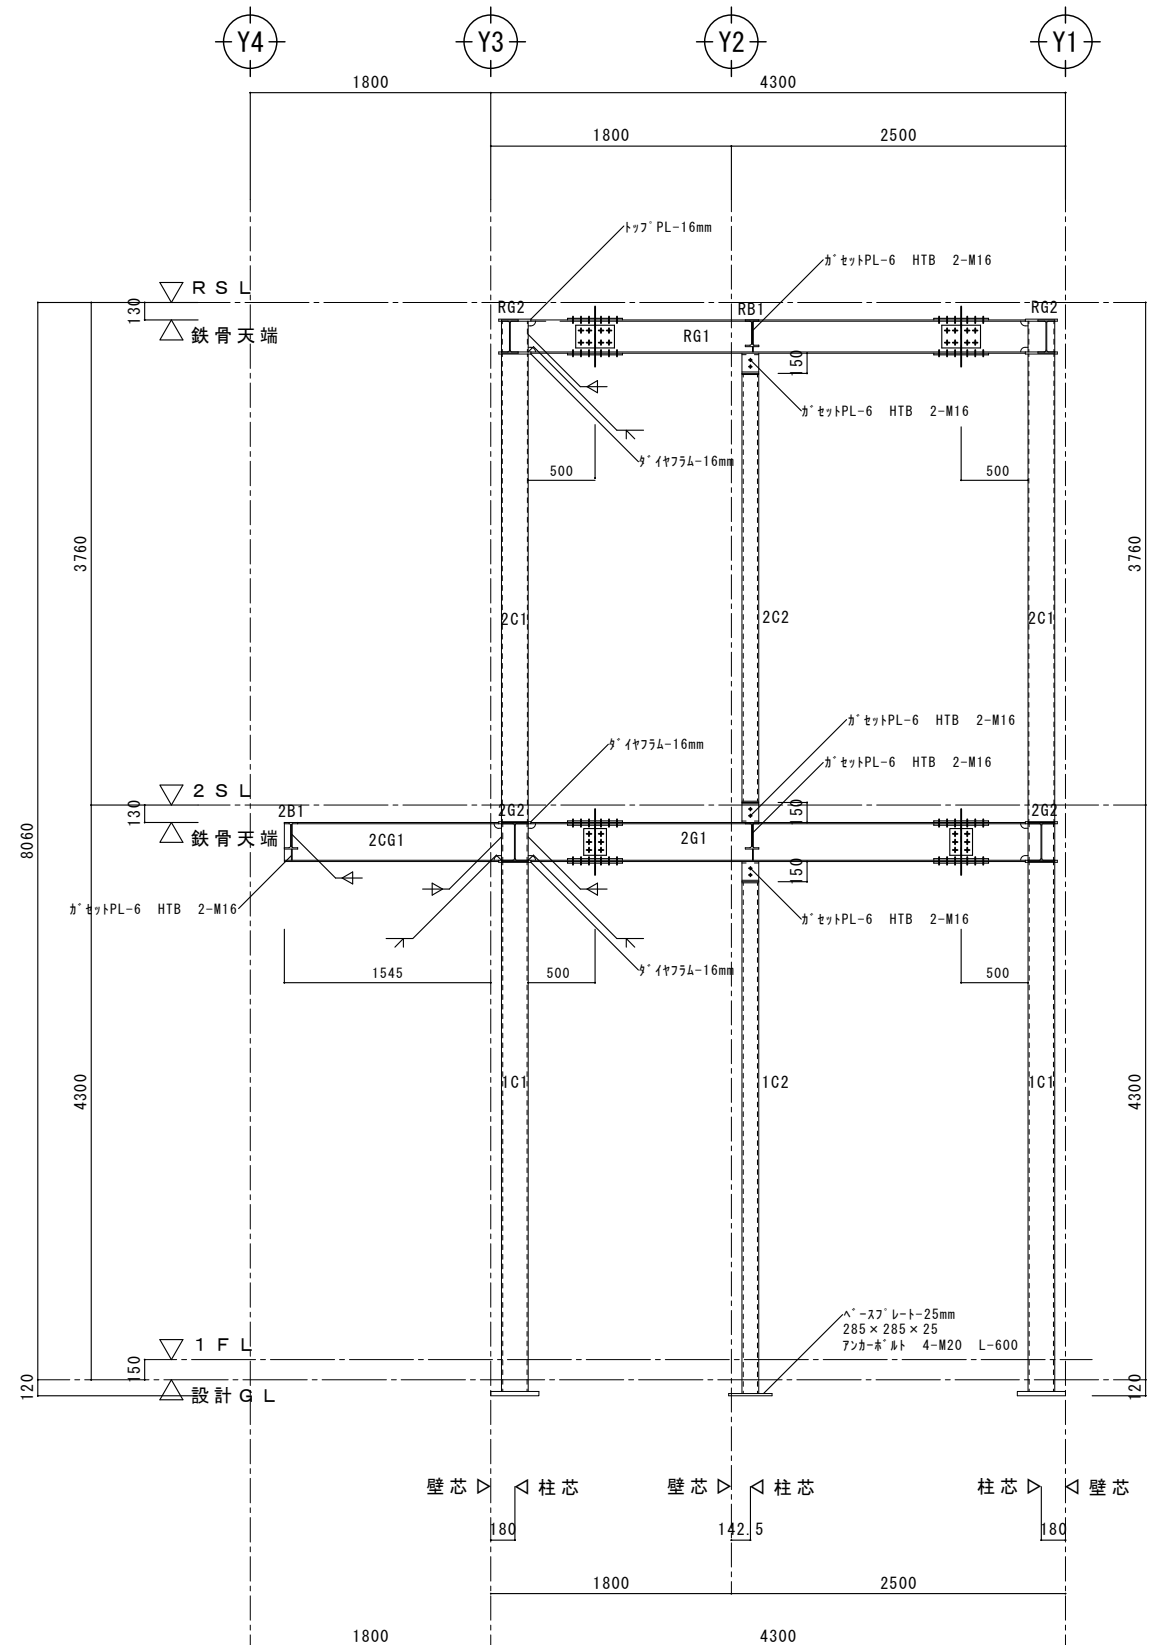 Y4
Y3
Y2
Y1
1800
4300
1800
2500
トップPL-16mm
ガセットPL-6 HTB 2-M16
RSL
130
鉄骨天端
RG2
RB1
RG2
RG1
150
ガセットPL-6 HTB 2-M16
ダイヤフラム-16mm
500
500
3760
3760
2C1
2C2
2C1
ガセットPL-6 HTB 2-M16
ダイヤフラム-16mm
ガセットPL-6 HTB 2-M16
2SL
130
鉄骨天端
8060
2B1
2G2
150
2G2
2CG1
2G1
150
ガセットPL-6 HTB 2-M16
ガセットPL-6 HTB 2-M16
ダイヤフラム-16mm
1545
500
500
4300
4300
1C1
1C2
1C1
ベースプレート-25mm
285×285×25
アンカーボルト 4-M20 L-600
1FL
150
120
設計GL
120
壁芯
柱芯
壁芯
柱芯
柱芯
壁芯
180
142.5
180
1800
2500
1800
4300